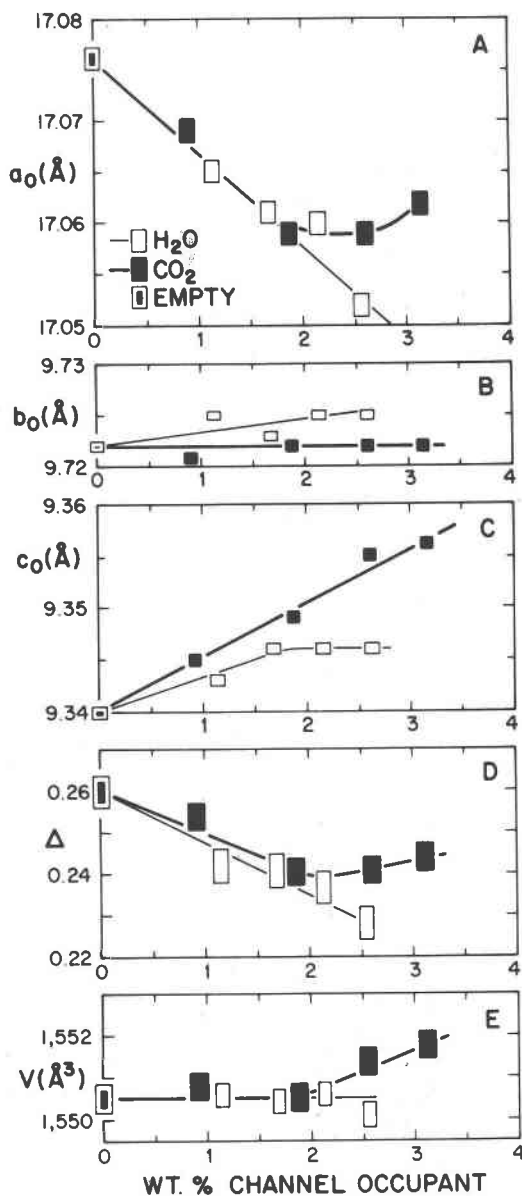 17.08
A
17.07
a₀(Å)
17.06
H₂O
CO₂
EMPTY
17.05
0 1 2 3 4
9.73
B
b₀(Å)
9.72
0 1 2 3 4
9.36
C
c₀(Å)
9.35
9.34
0 1 2 3 4
D
0.26
Δ
0.24
0.22
0 1 2 3 4
E
1,552
V(Å³)
1,550
0 1 2 3 4
WT. % CHANNEL OCCUPANT